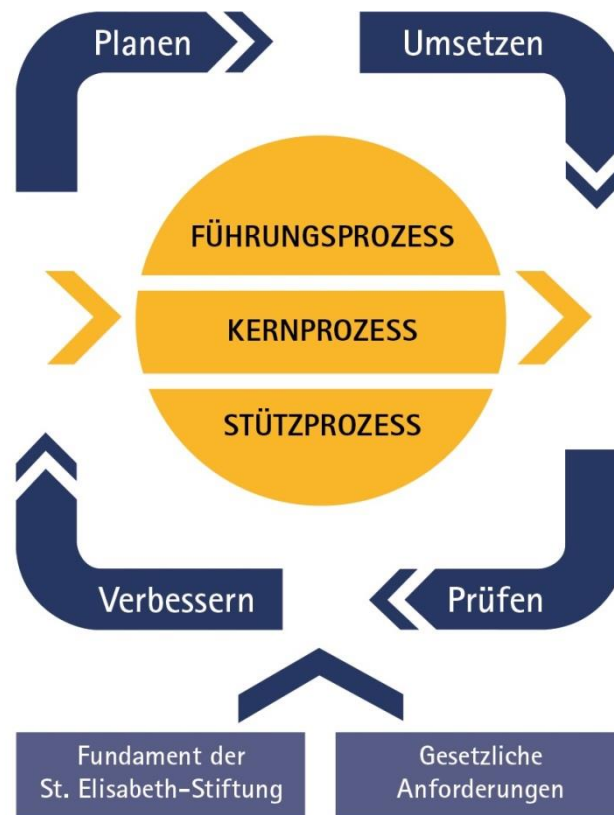 Planen
Umsetzen
FÜHRUNGSPROZESS
KERNPROZESS
STÜTZPROZESS
Verbessern
Prüfen
Fundament der
St. Elisabeth-Stiftung
Gesetzliche
Anforderungen